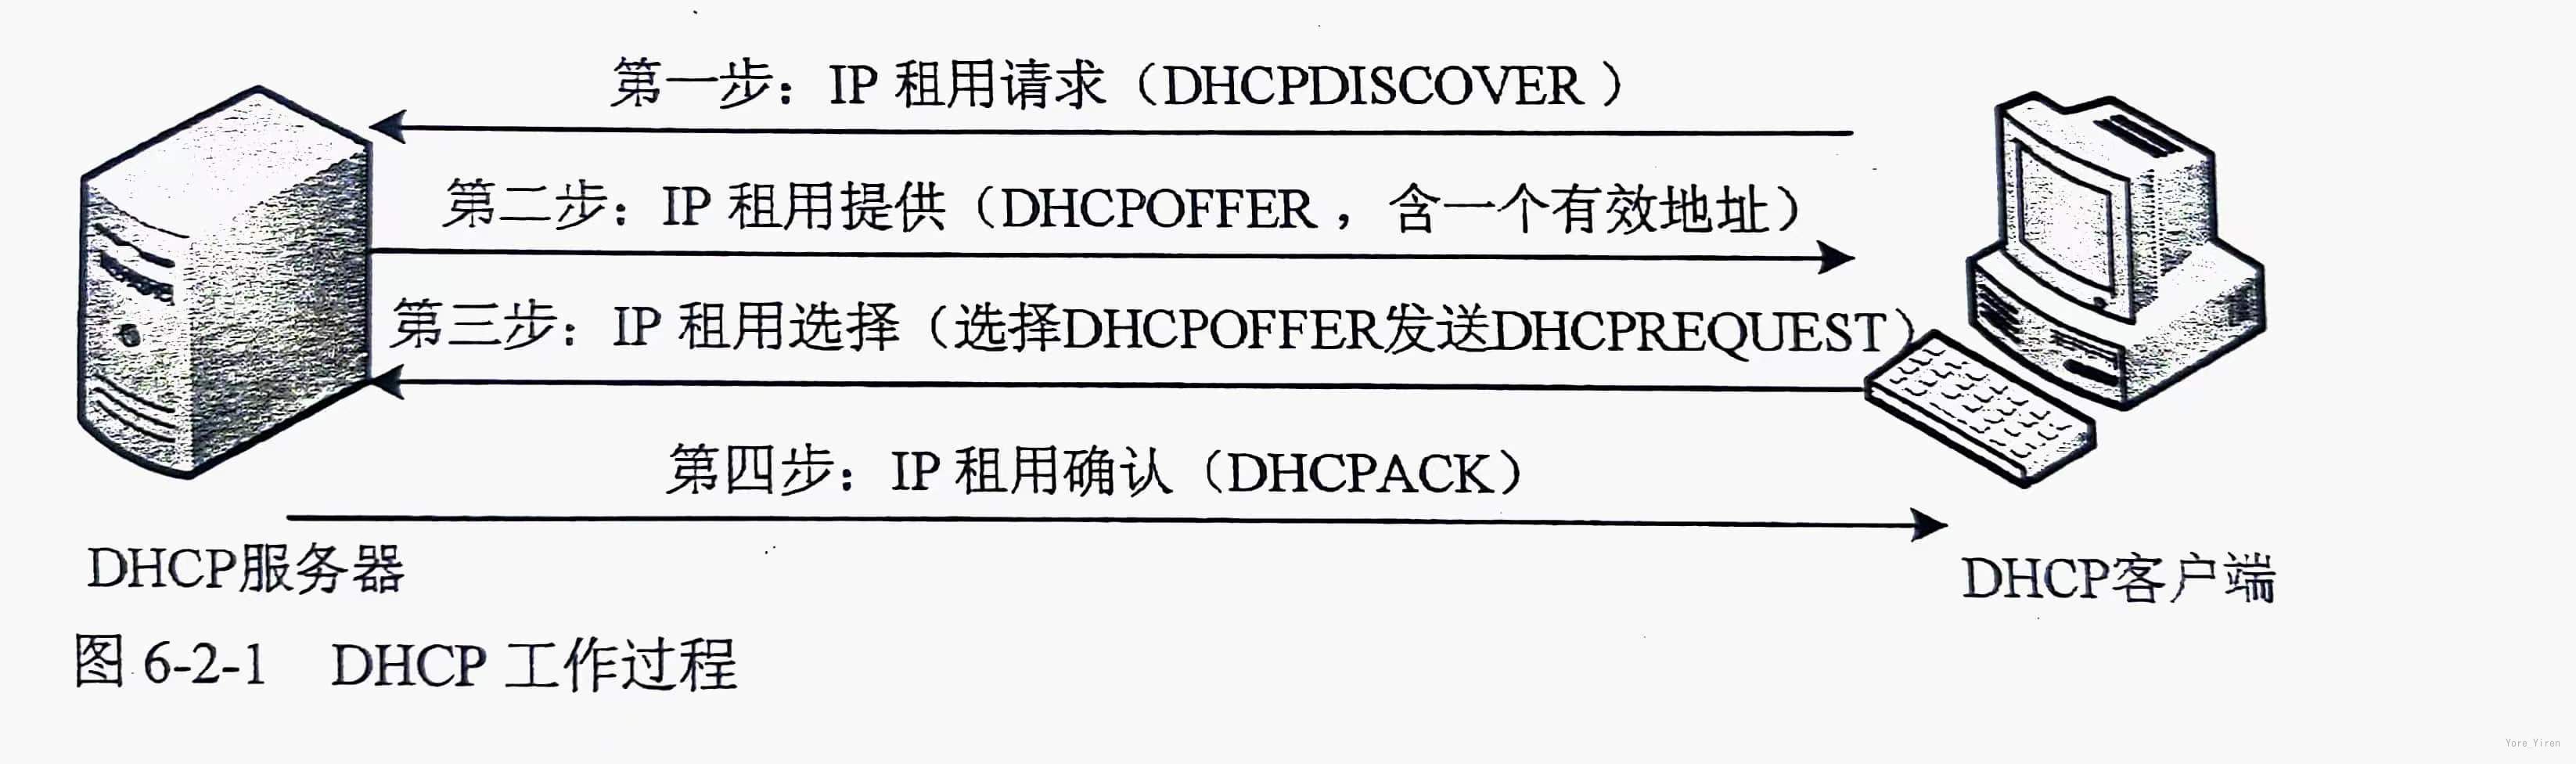 第一步：IP 租用请求（DHCPDISCOVER ）
第二步：IP 租用提供（DHCPOFFER ，含一个有效地址）
第三步：IP 租用选择（选择DHCPOFFER发送DHCPREQUEST）
第四步：IP 租用确认（DHCPACK）
DHCP服务器
DHCP客户端
图 6-2-1 DHCP 工作过程
Yore_Yiren